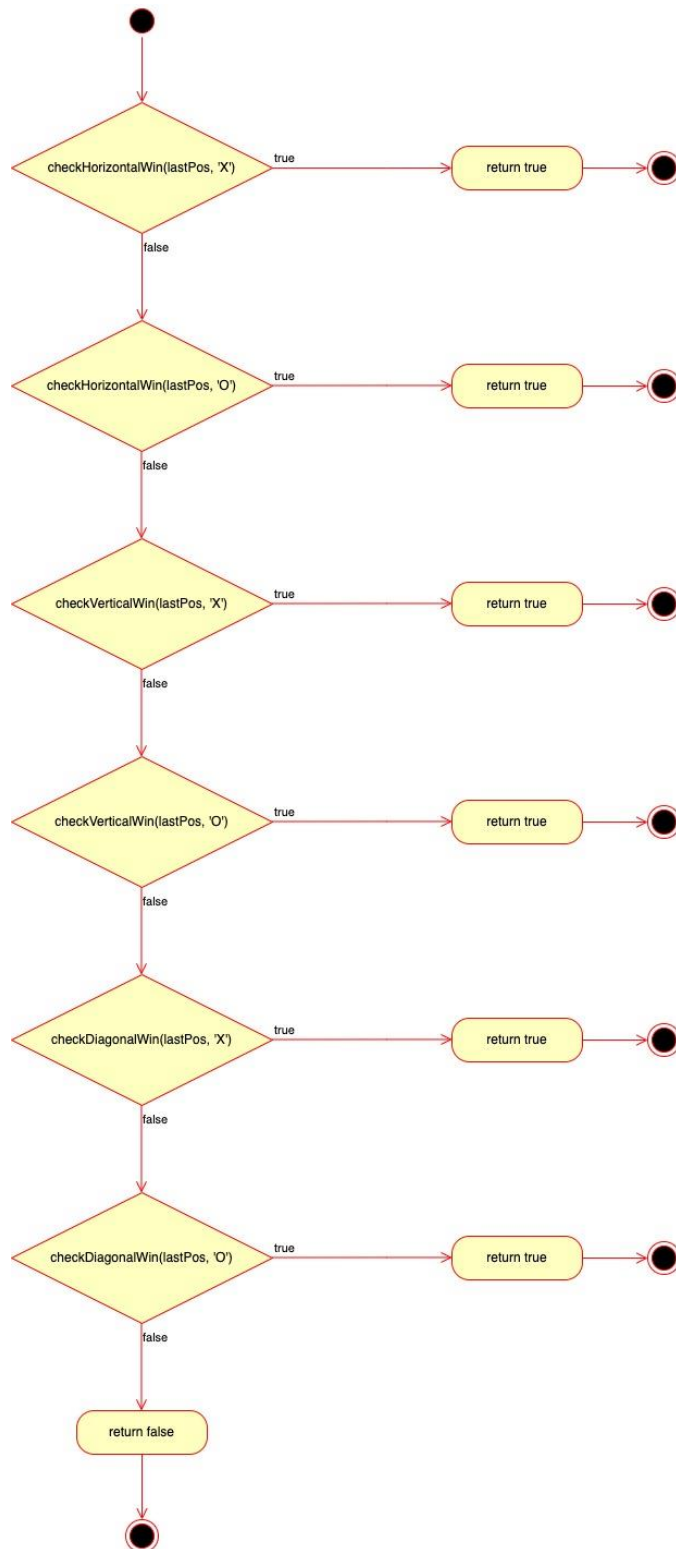 checkHorizontalWin(lastPos, 'X')
true
return true
false
checkHorizontalWin(lastPos, 'O')
true
return true
false
checkVerticalWin(lastPos, 'X')
true
return true
false
checkVerticalWin(lastPos, 'O')
true
return true
false
checkDiagonalWin(lastPos, 'X')
true
return true
false
checkDiagonalWin(lastPos, 'O')
true
return true
false
return false